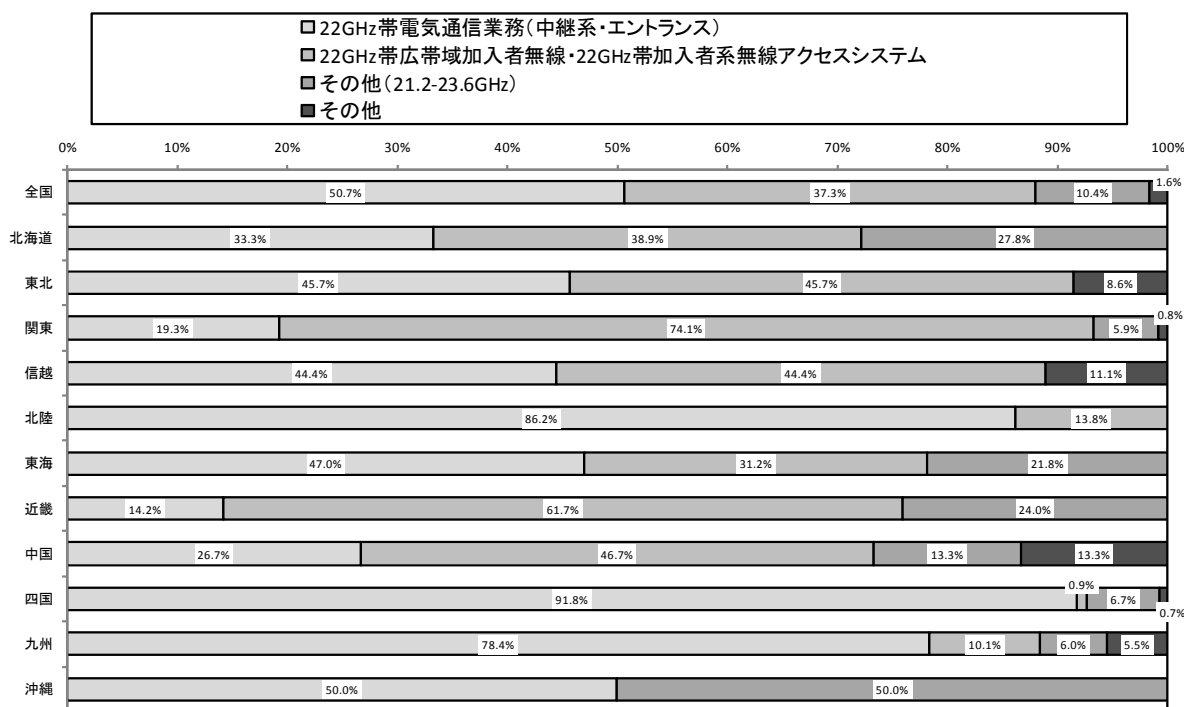 22GHz帯電気通信業務(中継系・エントランス)
22GHz帯広帯域加入者無線・22GHz帯加入者系無線アクセスシステム
その他(21.2-23.6GHz)
その他
0% 10% 20% 30% 40% 50% 60% 70% 80% 90% 100%
全国 50.7% 37.3% 10.4% 1.6%
北海道 33.3% 38.9% 27.8%
東北 45.7% 45.7% 8.6%
関東 19.3% 74.1% 5.9% 0.8%
信越 44.4% 44.4% 11.1%
北陸 86.2% 13.8%
東海 47.0% 31.2% 21.8%
近畿 14.2% 61.7% 24.0%
中国 26.7% 46.7% 13.3% 13.3%
四国 91.8% 0.9% 6.7% 0.7%
九州 78.4% 10.1% 6.0% 5.5%
沖縄 50.0% 50.0%